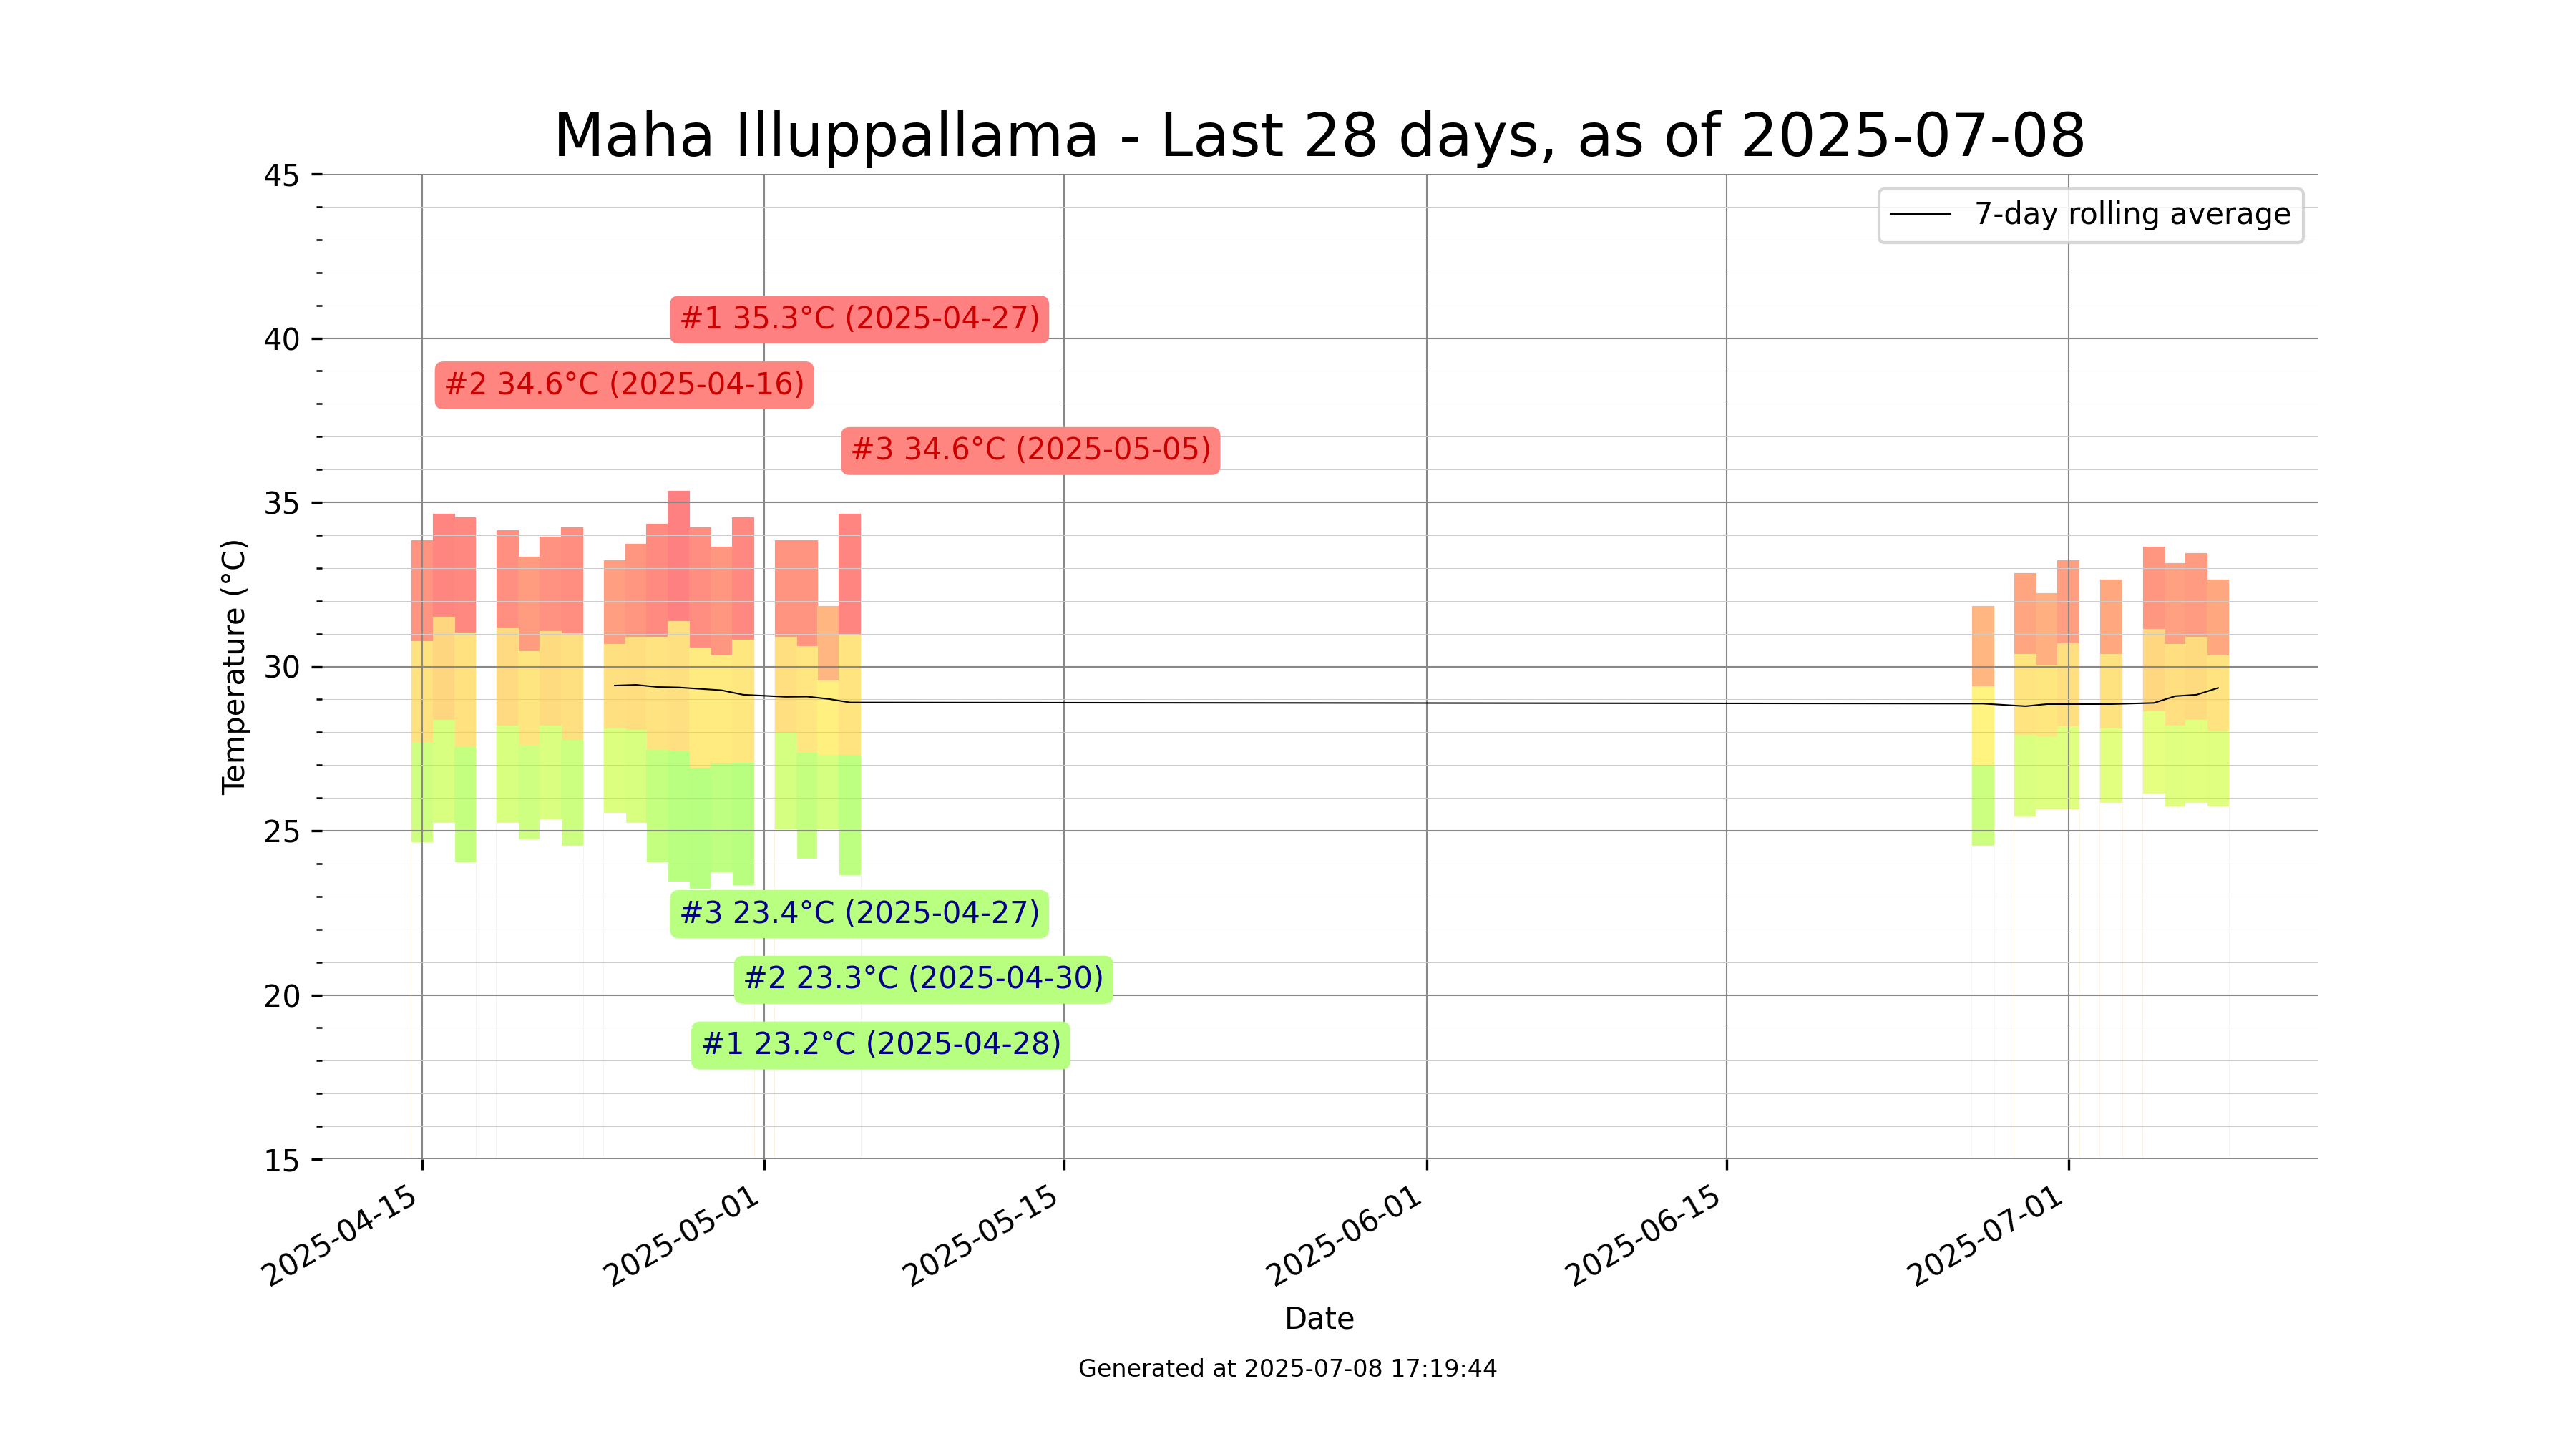 Maha Illuppallama - Last 28 days, as of 2025-07-08
45
40
35
30
25
20
15
Temperature (°C)
7-day rolling average
#1 35.3°C (2025-04-27)
#2 34.6°C (2025-04-16)
#3 34.6°C (2025-05-05)
#3 23.4°C (2025-04-27)
#2 23.3°C (2025-04-30)
#1 23.2°C (2025-04-28)
2025-04-15
2025-05-01
2025-05-15
2025-06-01
2025-06-15
2025-07-01
Date
Generated at 2025-07-08 17:19:44